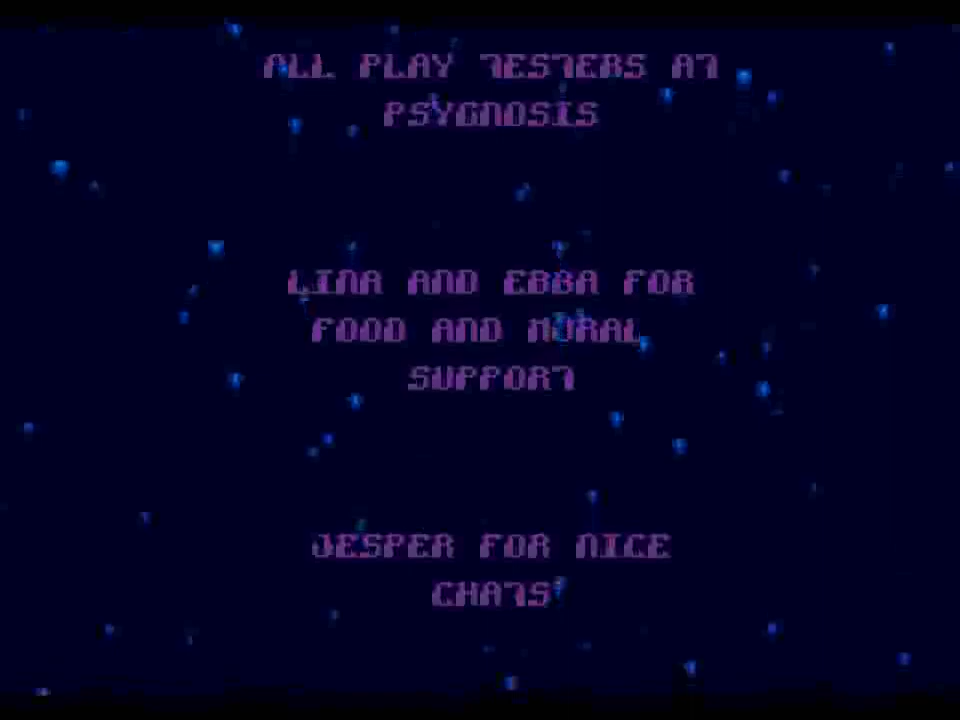 ALL PLAY TESTERS AT
PSYGNOSIS
LINA AND EBBA FOR
FOOD AND MORAL
SUPPORT
JESPER FOR NICE
CHATS